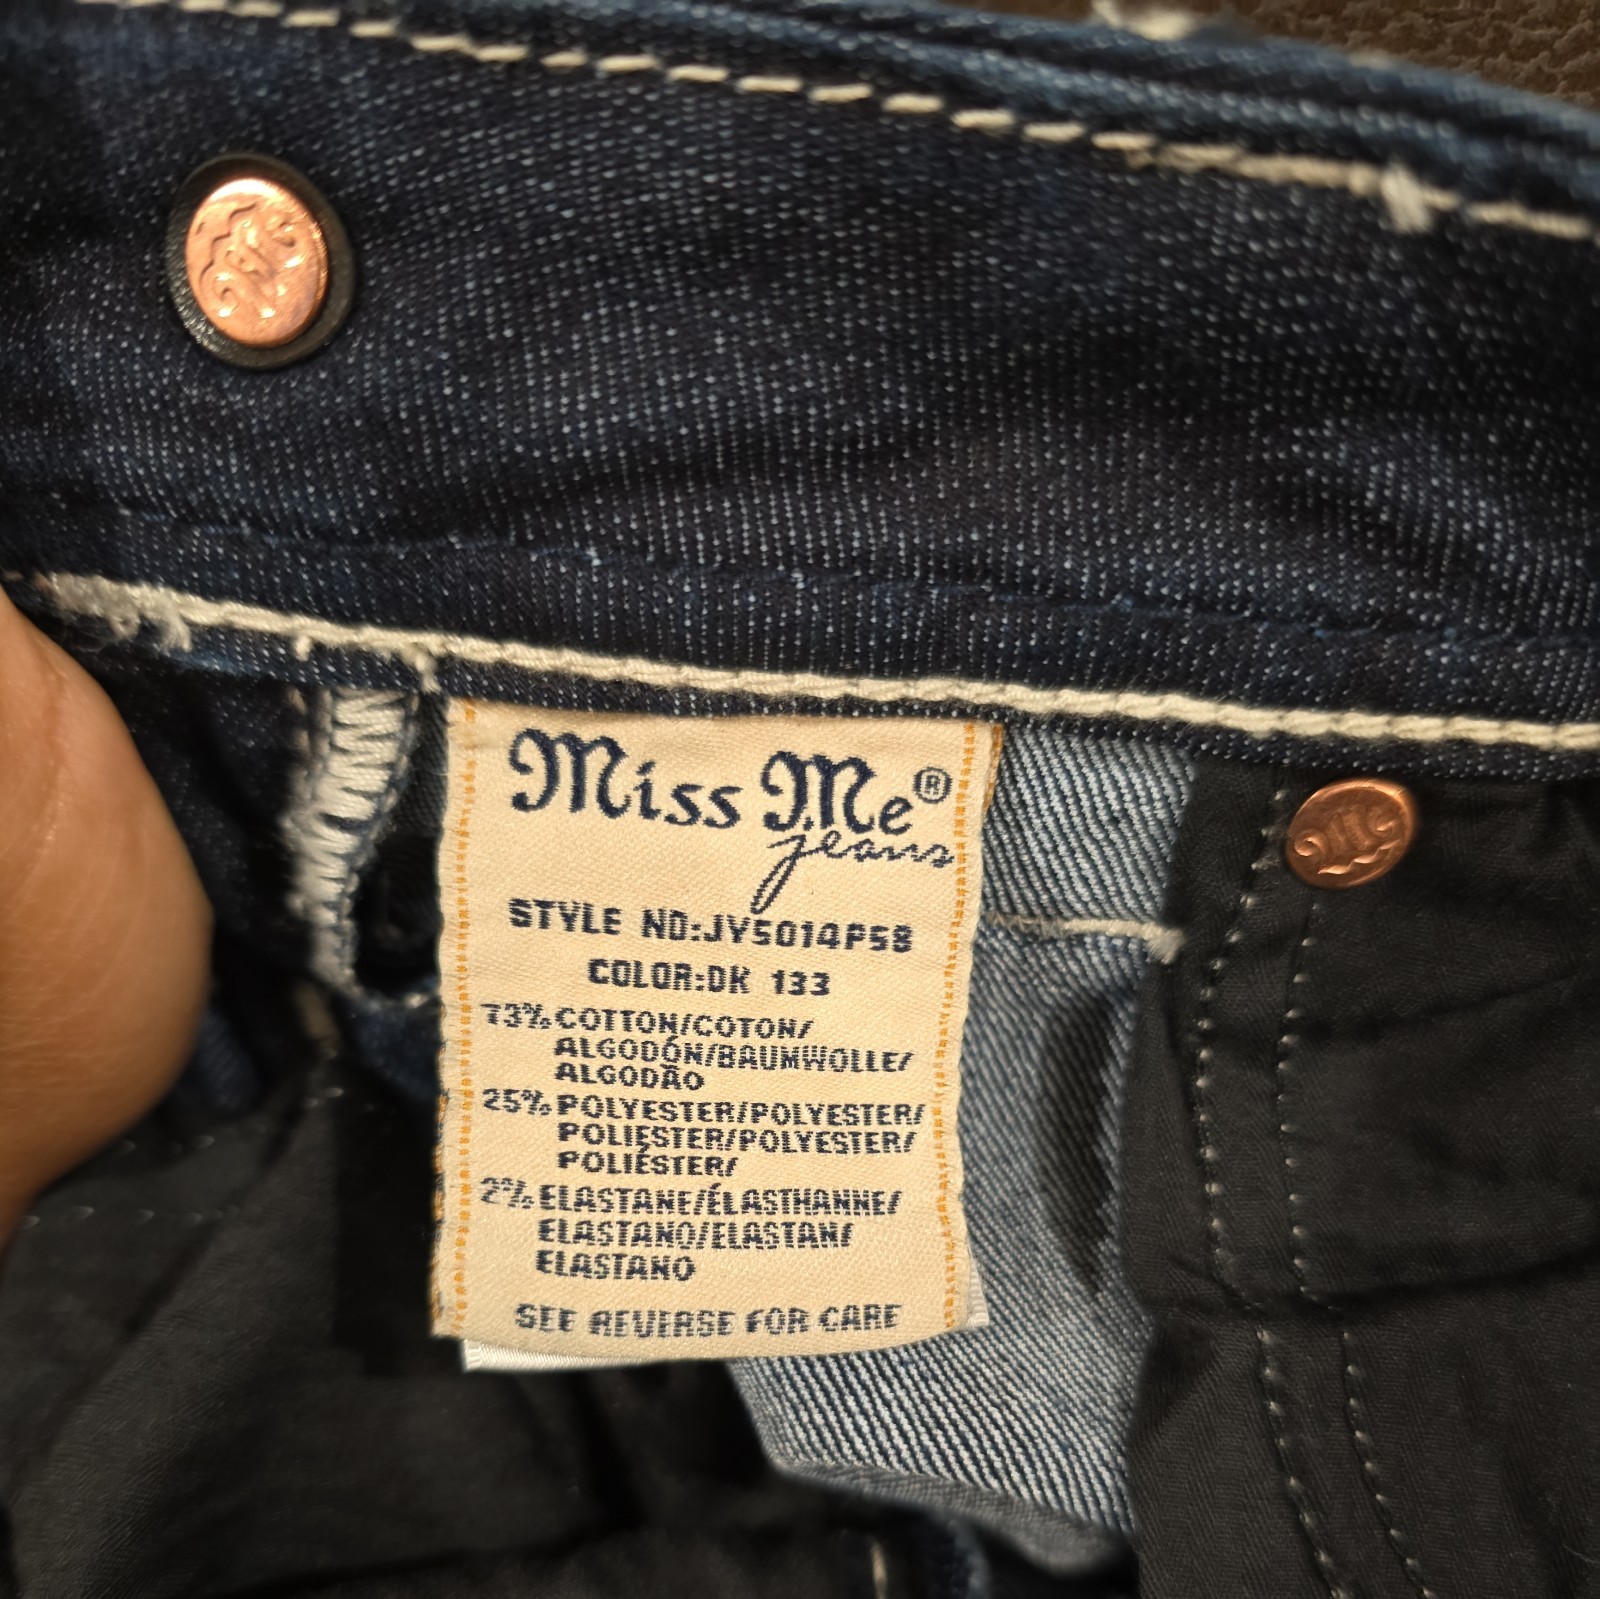 Miss Me®
jeans
STYLE NO:JY5014P58
COLOR:DK 133
73% COTTON/COTON/
ALGODÓN/BAUMWOLLE/
ALGODÃO
25% POLYESTER/POLYESTER/
POLIESTER/POLYESTER/
POLIÉSTER/
2% ELASTANE/ÉLASTHANNE/
ELASTANO/ELASTAN/
ELASTANO
SEE REVERSE FOR CARE